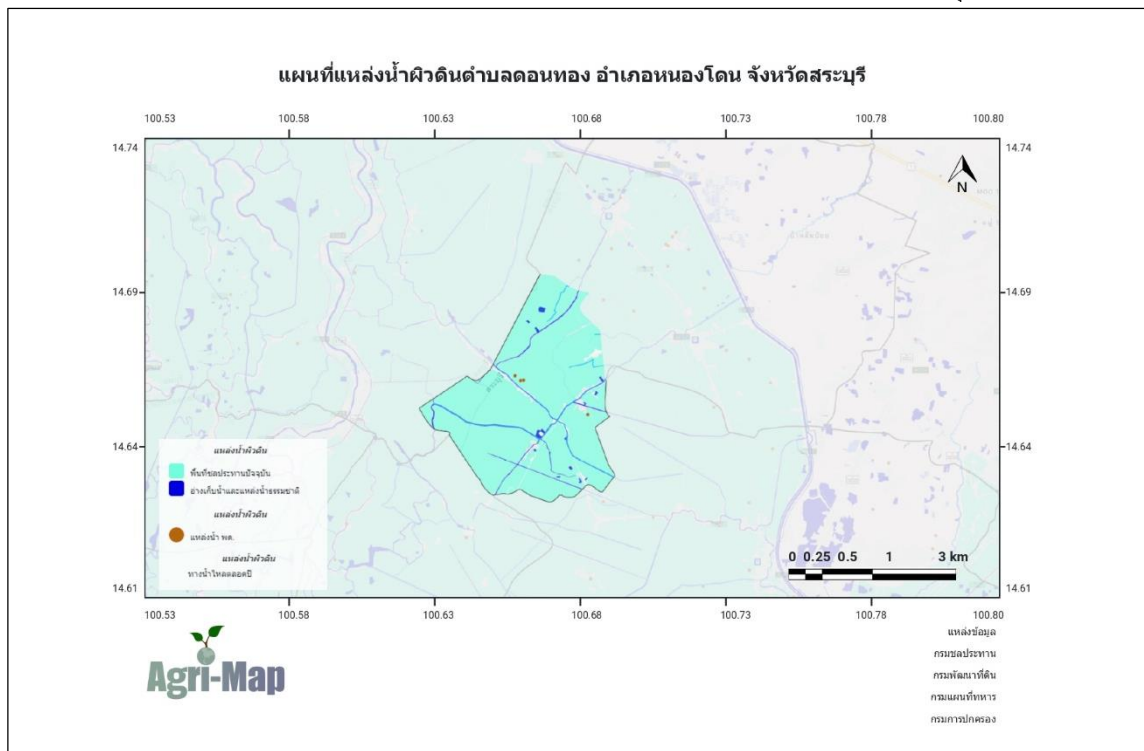 แผนที่แหล่งน้ำผิวดินตำบลดอนทอง อำเภอหนองโดน จังหวัดสระบุรี
100.53 100.58 100.63 100.68 100.73 100.78 100.80
14.74 14.74
N
14.69 14.69
14.64 14.64
แหล่งน้ำผิวดิน
พื้นที่ชลประทานปัจจุบัน
อ่างเก็บน้ำและแหล่งน้ำธรรมชาติ
แหล่งน้ำผิวดิน
แหล่งน้ำ พด.
แหล่งน้ำผิวดิน
ทางน้ำไหลตลอดปี
0 0.25 0.5 1 3 km
14.61 14.61
100.53 100.58 100.63 100.68 100.73 100.78 100.80
Agri-Map
แหล่งข้อมูล
กรมชลประทาน
กรมพัฒนาที่ดิน
กรมแผนที่ทหาร
กรมการปกครอง